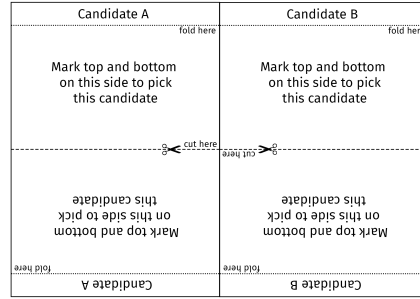 Candidate A
Candidate B
fold here
fold here
Mark top and bottom
on this side to pick
this candidate
Mark top and bottom
on this side to pick
this candidate
cut here
cut here
Mark top and bottom
on this side to pick
this candidate
Mark top and bottom
on this side to pick
this candidate
fold here
fold here
Candidate A
Candidate B